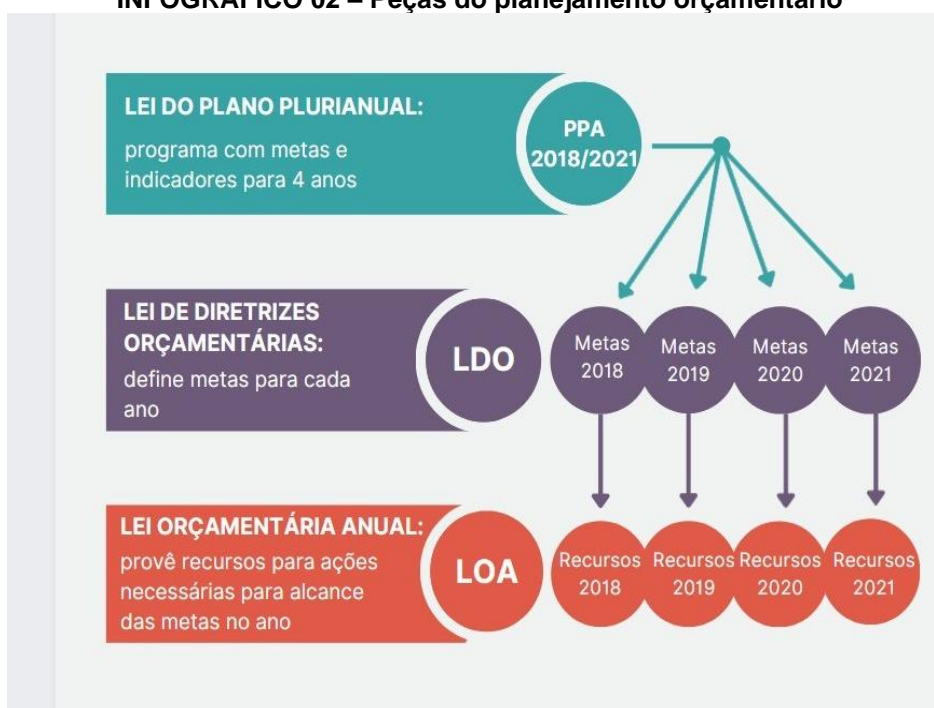 INFOGRÁFICO 02 – Peças do planejamento orçamentário
LEI DO PLANO PLURIANUAL:
programa com metas e
indicadores para 4 anos
PPA
2018/2021
LEI DE DIRETRIZES
ORÇAMENTÁRIAS:
define metas para cada
ano
LDO
Metas
2018
Metas
2019
Metas
2020
Metas
2021
LEI ORÇAMENTÁRIA ANUAL:
provê recursos para ações
necessárias para alcance
das metas no ano
LOA
Recursos
2018
Recursos
2019
Recursos
2020
Recursos
2021